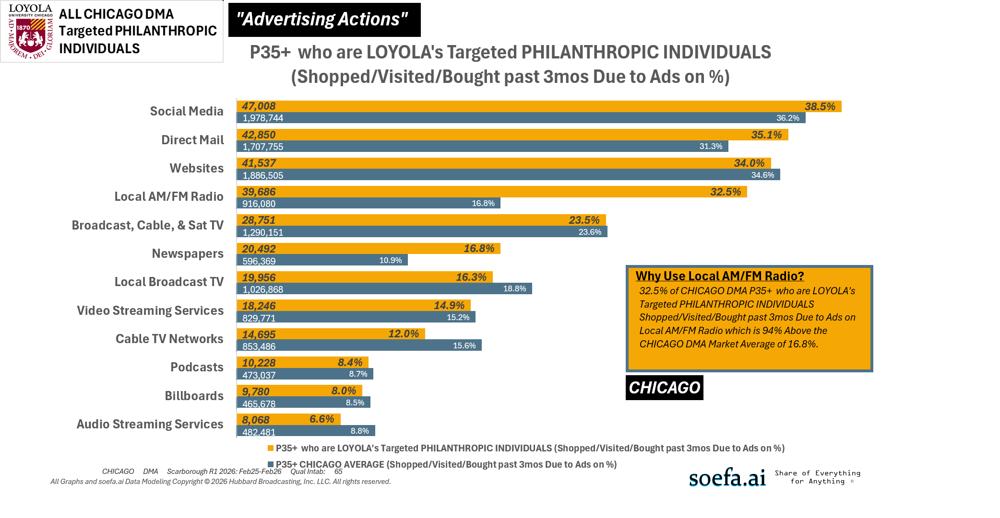 LOYOLA
UNIVERSITY CHICAGO
1870
AD • MAJOREM • DEI • GLORIAM
ALL CHICAGO DMA
Targeted PHILANTHROPIC
INDIVIDUALS
"Advertising Actions"
P35+ who are LOYOLA's Targeted PHILANTHROPIC INDIVIDUALS
(Shopped/Visited/Bought past 3mos Due to Ads on %)
Social Media
47,008
38.5%
1,978,744
36.2%
Direct Mail
42,850
35.1%
1,707,755
31.3%
Websites
41,537
34.0%
1,886,505
34.6%
Local AM/FM Radio
39,686
32.5%
916,080
16.8%
Broadcast, Cable, & Sat TV
28,751
23.5%
1,290,151
23.6%
Newspapers
20,492
16.8%
596,369
10.9%
Local Broadcast TV
19,956
16.3%
1,026,868
18.8%
Video Streaming Services
18,246
14.9%
829,771
15.2%
Cable TV Networks
14,695
12.0%
853,486
15.6%
Podcasts
10,228
8.4%
473,037
8.7%
Billboards
9,780
8.0%
465,678
8.5%
Audio Streaming Services
8,068
6.6%
482,481
8.8%
Why Use Local AM/FM Radio?
32.5% of CHICAGO DMA P35+ who are LOYOLA's
Targeted PHILANTHROPIC INDIVIDUALS
Shopped/Visited/Bought past 3mos Due to Ads on
Local AM/FM Radio which is 94% Above the
CHICAGO DMA Market Average of 16.8%.
CHICAGO
P35+ who are LOYOLA's Targeted PHILANTHROPIC INDIVIDUALS (Shopped/Visited/Bought past 3mos Due to Ads on %)
P35+ CHICAGO AVERAGE (Shopped/Visited/Bought past 3mos Due to Ads on %)
CHICAGO DMA Scarborough R1 2026: Feb25-Feb26 Qual Intab: 65
All Graphs and soefa.ai Data Modeling Copyright © 2026 Hubbard Broadcasting, Inc. LLC. All rights reserved.
soefa.ai
Share of Everything
for Anything ©